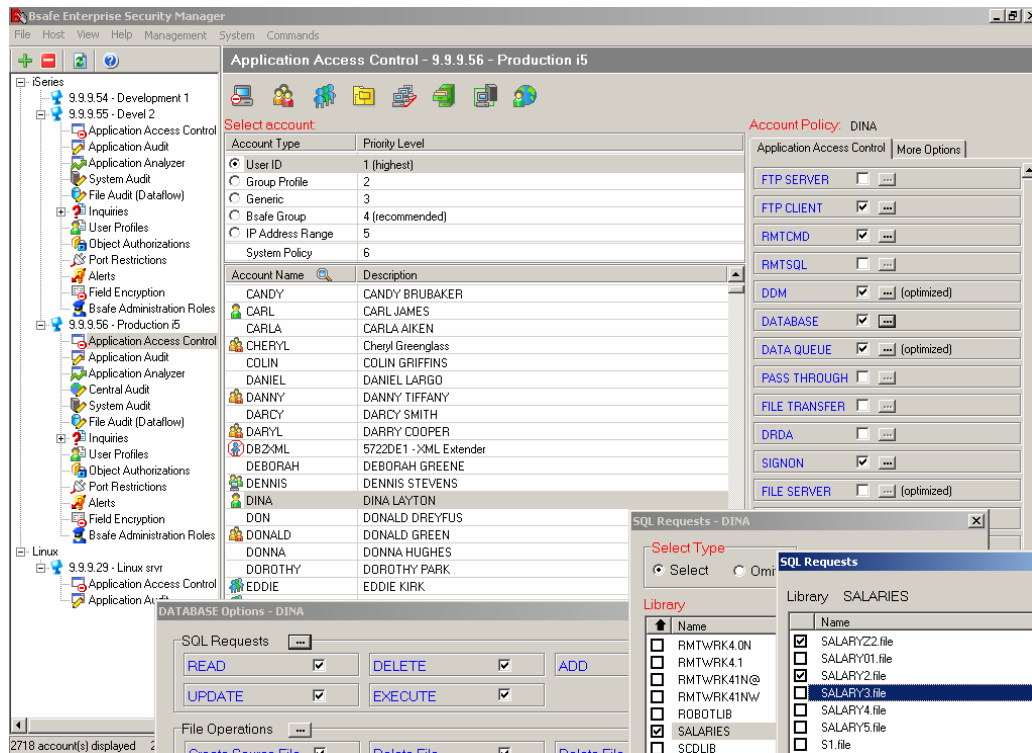 Bsafe Enterprise Security Manager
File Host View Help Management System Commands
Application Access Control - 9.9.9.56 - Production i5
iSeries
9.9.9.54 - Development 1
9.9.9.55 - Devel 2
Application Access Control
Application Audit
Application Analyzer
System Audit
File Audit (Dataflow)
Inquiries
User Profiles
Object Authorizations
Port Restrictions
Alerts
Field Encryption
Bsafe Administration Roles
9.9.9.56 - Production i5
Application Access Control
Application Audit
Application Analyzer
Central Audit
System Audit
File Audit (Dataflow)
Inquiries
User Profiles
Object Authorizations
Port Restrictions
Alerts
Field Encryption
Bsafe Administration Roles
Linux
9.9.9.29 - Linux srvr
Application Access Control
Application
2718 account(s) displayed 2
Select account:
Account Type Priority Level
User ID 1 (highest)
Group Profile 2
Generic 3
Bsafe Group 4 (recommended)
IP Address Range 5
System Policy 6
Account Name Description
CANDY CANDY BRUBAKER
CARL CARL JAMES
CARLA CARLA AIKEN
CHERYL Cheryl Greenglass
COLIN COLIN GRIFFINS
DANIEL DANIEL LARGO
DANNY DANNY TIFFANY
DARCY DARCY SMITH
DARYL DARRY COOPER
DB2XML 5722DE1 - XML Extender
DEBORAH DEBORAH GREENE
DENNIS DENNIS STEVENS
DINA DINA LAYTON
DON DONALD DREYFUS
DONALD DONALD GREEN
DONNA DONNA HUGHES
DOROTHY DOROTHY PARK
EDDIE EDDIE KIRK
Account Policy: DINA
Application Access Control More Options
FTP SERVER ...
FTP CLIENT ...
RMTCMD ...
RMTSQL ...
DDM ... (optimized)
DATABASE ...
DATA QUEUE ... (optimized)
PASS THROUGH ...
FILE TRANSFER ...
DRDA ...
SIGNON ...
FILE SERVER ... (optimized)
DATABASE Options - DINA
SQL Requests ...
READ DELETE ADD
UPDATE EXECUTE
File Operations ...
Create Source File Delete File Delete File
SQL Requests - DINA
Select Type
Select Omi
Library
Name
RMTWRK4.0N
RMTWRK4.1
RMTWRK41N@
RMTWRK41NW
ROBOTLIB
SALARIES
SCDLIB
SQL Requests
Library SALARIES
Name
SALARYZ2.file
SALARY01.file
SALARY2.file
SALARY3.file
SALARY4.file
SALARY5.file
S1.file